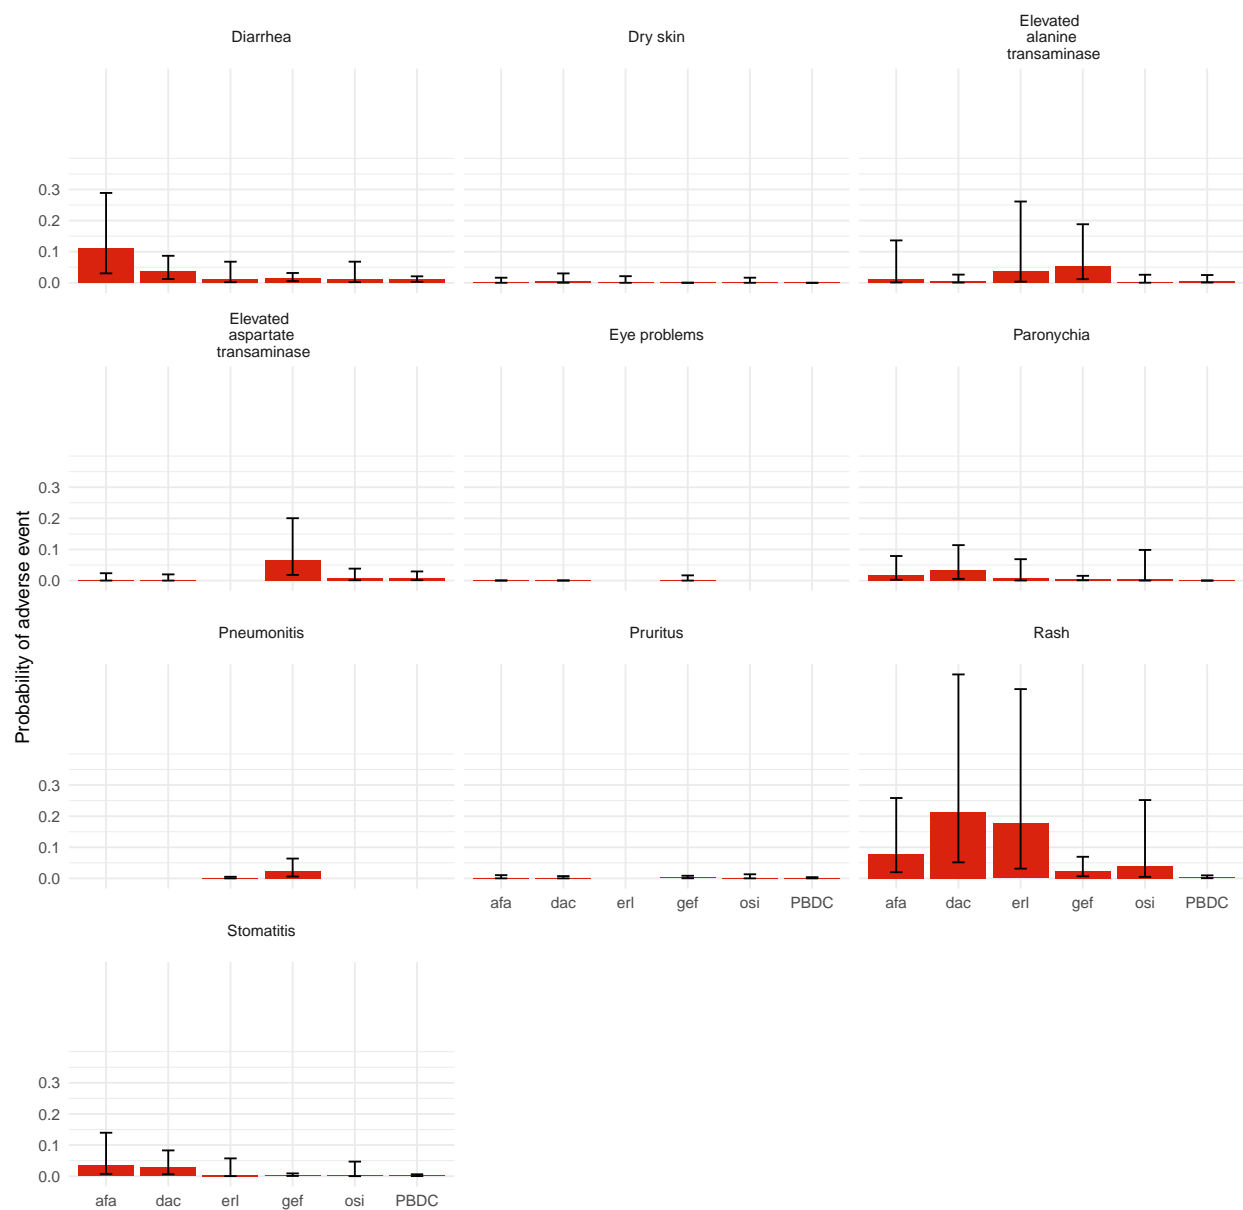 Diarrhea
Dry skin
Elevated
alanine
transaminase
0.3
0.2
0.1
0.0
Elevated
aspartate
transaminase
Eye problems
Paronychia
0.3
0.2
0.1
0.0
Probability of adverse event
Pneumonitis
Pruritus
Rash
0.3
0.2
0.1
0.0
afa dac erl gef osi PBDC
afa dac erl gef osi PBDC
Stomatitis
0.3
0.2
0.1
0.0
afa dac erl gef osi PBDC